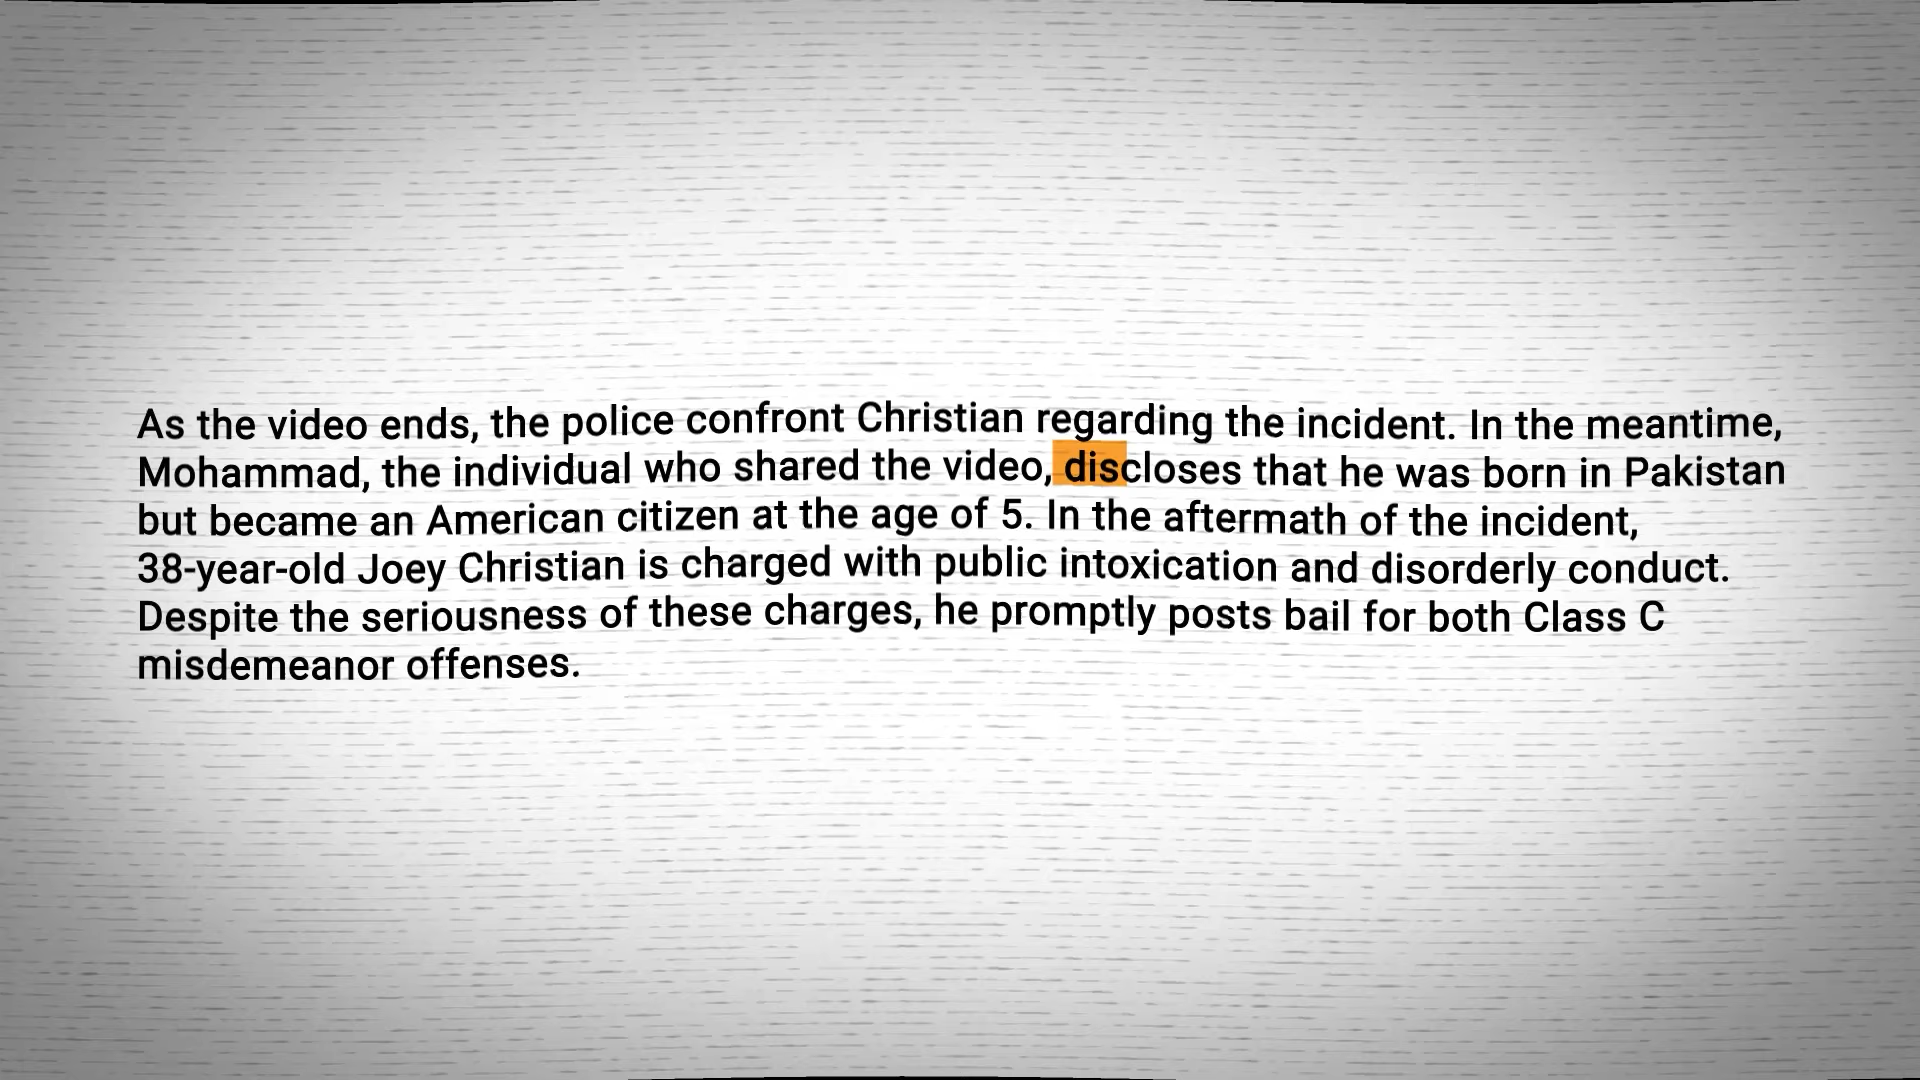 As the video ends, the police confront Christian regarding the incident. In the meantime,
Mohammad, the individual who shared the video, discloses that he was born in Pakistan
but became an American citizen at the age of 5. In the aftermath of the incident,
38-year-old Joey Christian is charged with public intoxication and disorderly conduct.
Despite the seriousness of these charges, he promptly posts bail for both Class C
misdemeanor offenses.